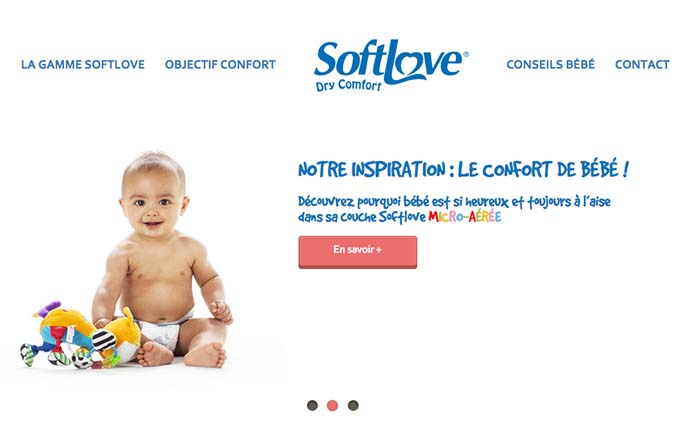 LA GAMME SOFTLOVE
OBJECTIF CONFORT
SoftLove®
Dry Comfort
CONSEILS BÉBÉ
CONTACT
NOTRE INSPIRATION : LE CONFORT DE BÉBÉ !
Découvrez pourquoi bébé est si heureux et toujours à l'aise
dans sa couche Softlove MICRO-AÉRÉE
En savoir +